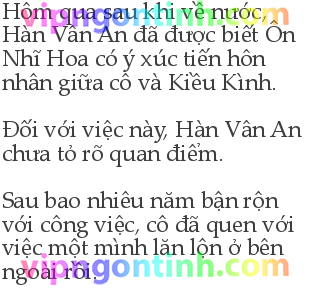 Hôm qua sau khi về nước,
Hàn Vân An đã được biết Ôn
Nhĩ Hoa có ý xúc tiến hôn
nhân giữa cô và Kiều Kình.
Đối với việc này, Hàn Vân An
chưa tỏ rõ quan điểm.
Sau bao nhiêu năm bận rộn
với công việc, cô đã quen với
việc một mình lăn lộn ở bên
ngoài rồi.
vipngontinh.com
vipngontinh.com